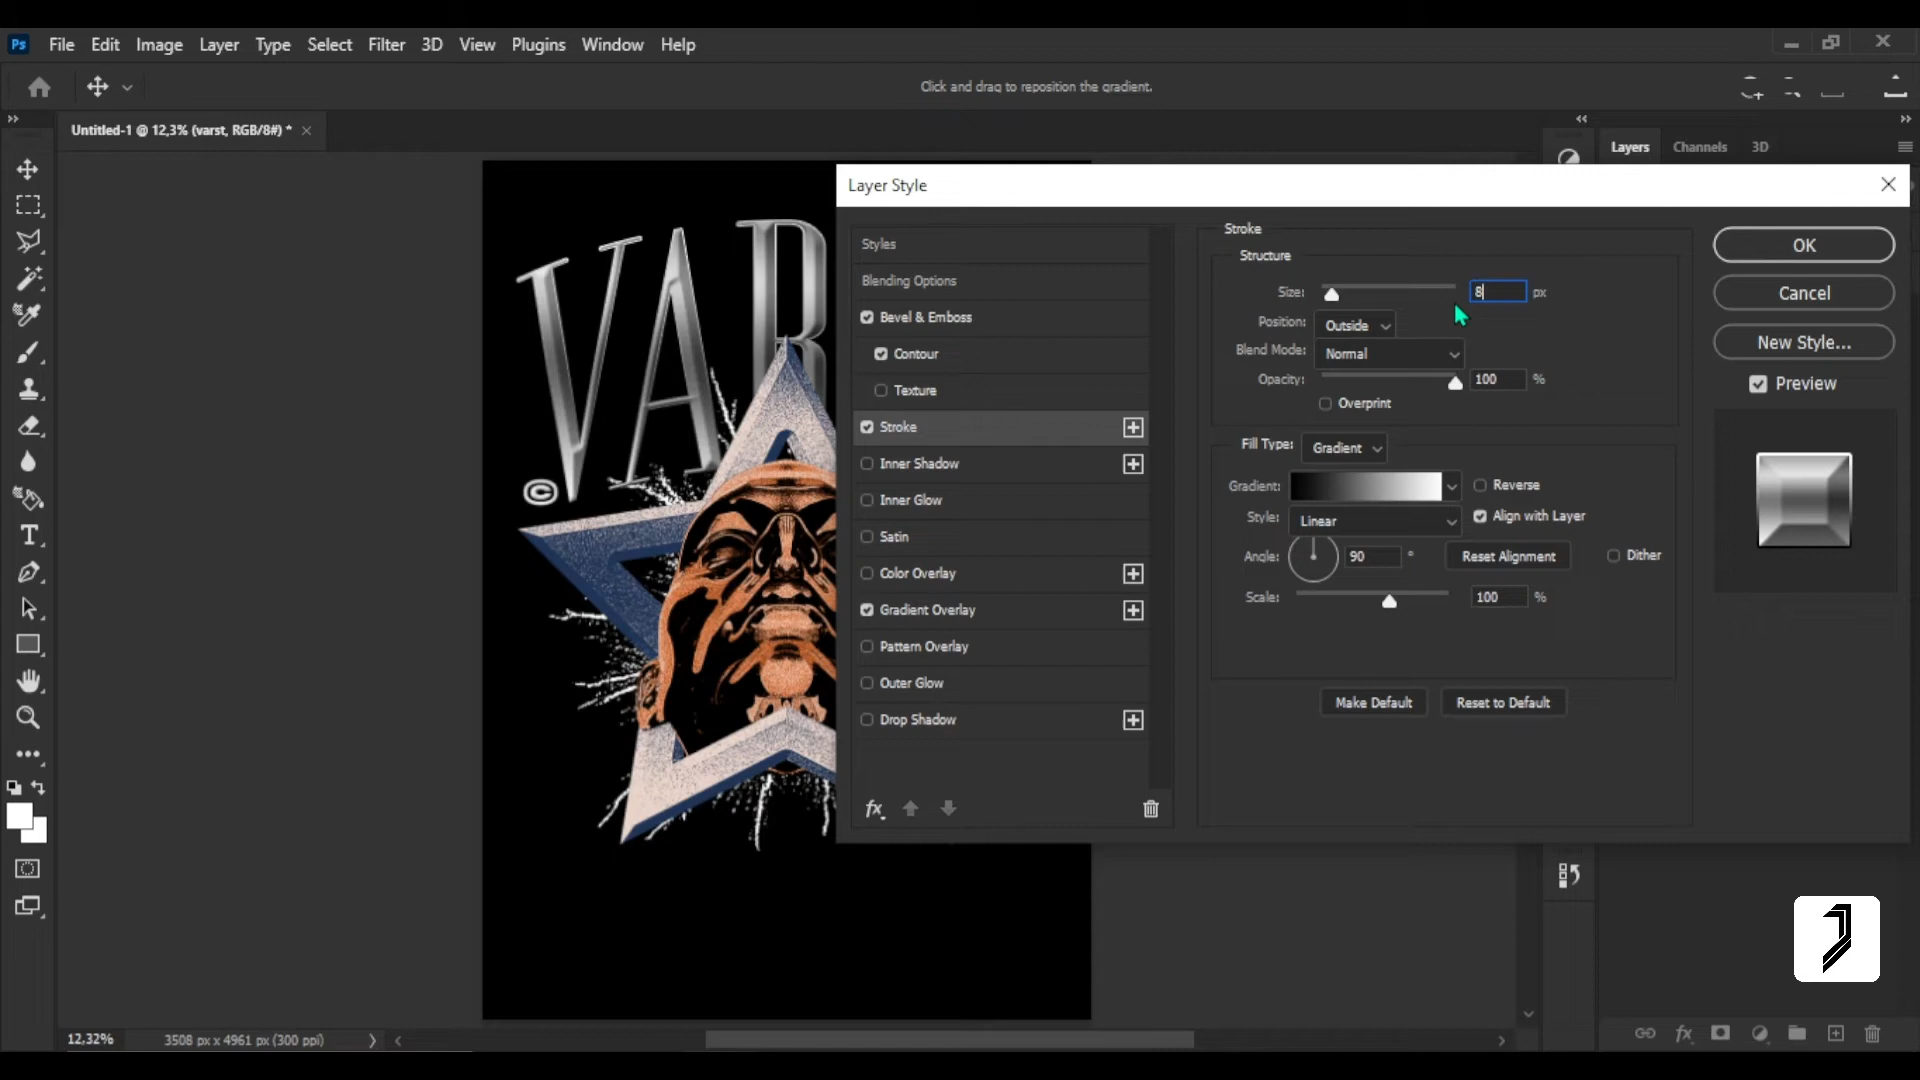 Ps File Edit Image Layer Type Select Filter 3D View Plugins Window Help
Click and drag to reposition the gradient.
Untitled-1 @ 12,3% (varst, RGB/8#) *
Layers Channels 3D
Layer Style
Styles
Blending Options
Bevel & Emboss
Contour
Texture
Stroke
Inner Shadow
Inner Glow
Satin
Color Overlay
Gradient Overlay
Pattern Overlay
Outer Glow
Drop Shadow
fx
Stroke
Structure
Size: 8 px
Position: Outside
Blend Mode: Normal
Opacity: 100 %
Overprint
Fill Type: Gradient
Gradient: Reverse
Style: Linear Align with Layer
Angle: 90 ° Reset Alignment Dither
Scale: 100 %
Make Default Reset to Default
OK
Cancel
New Style...
Preview
VAR
©
12,32% 3508 px x 4961 px (300 ppi)
fx